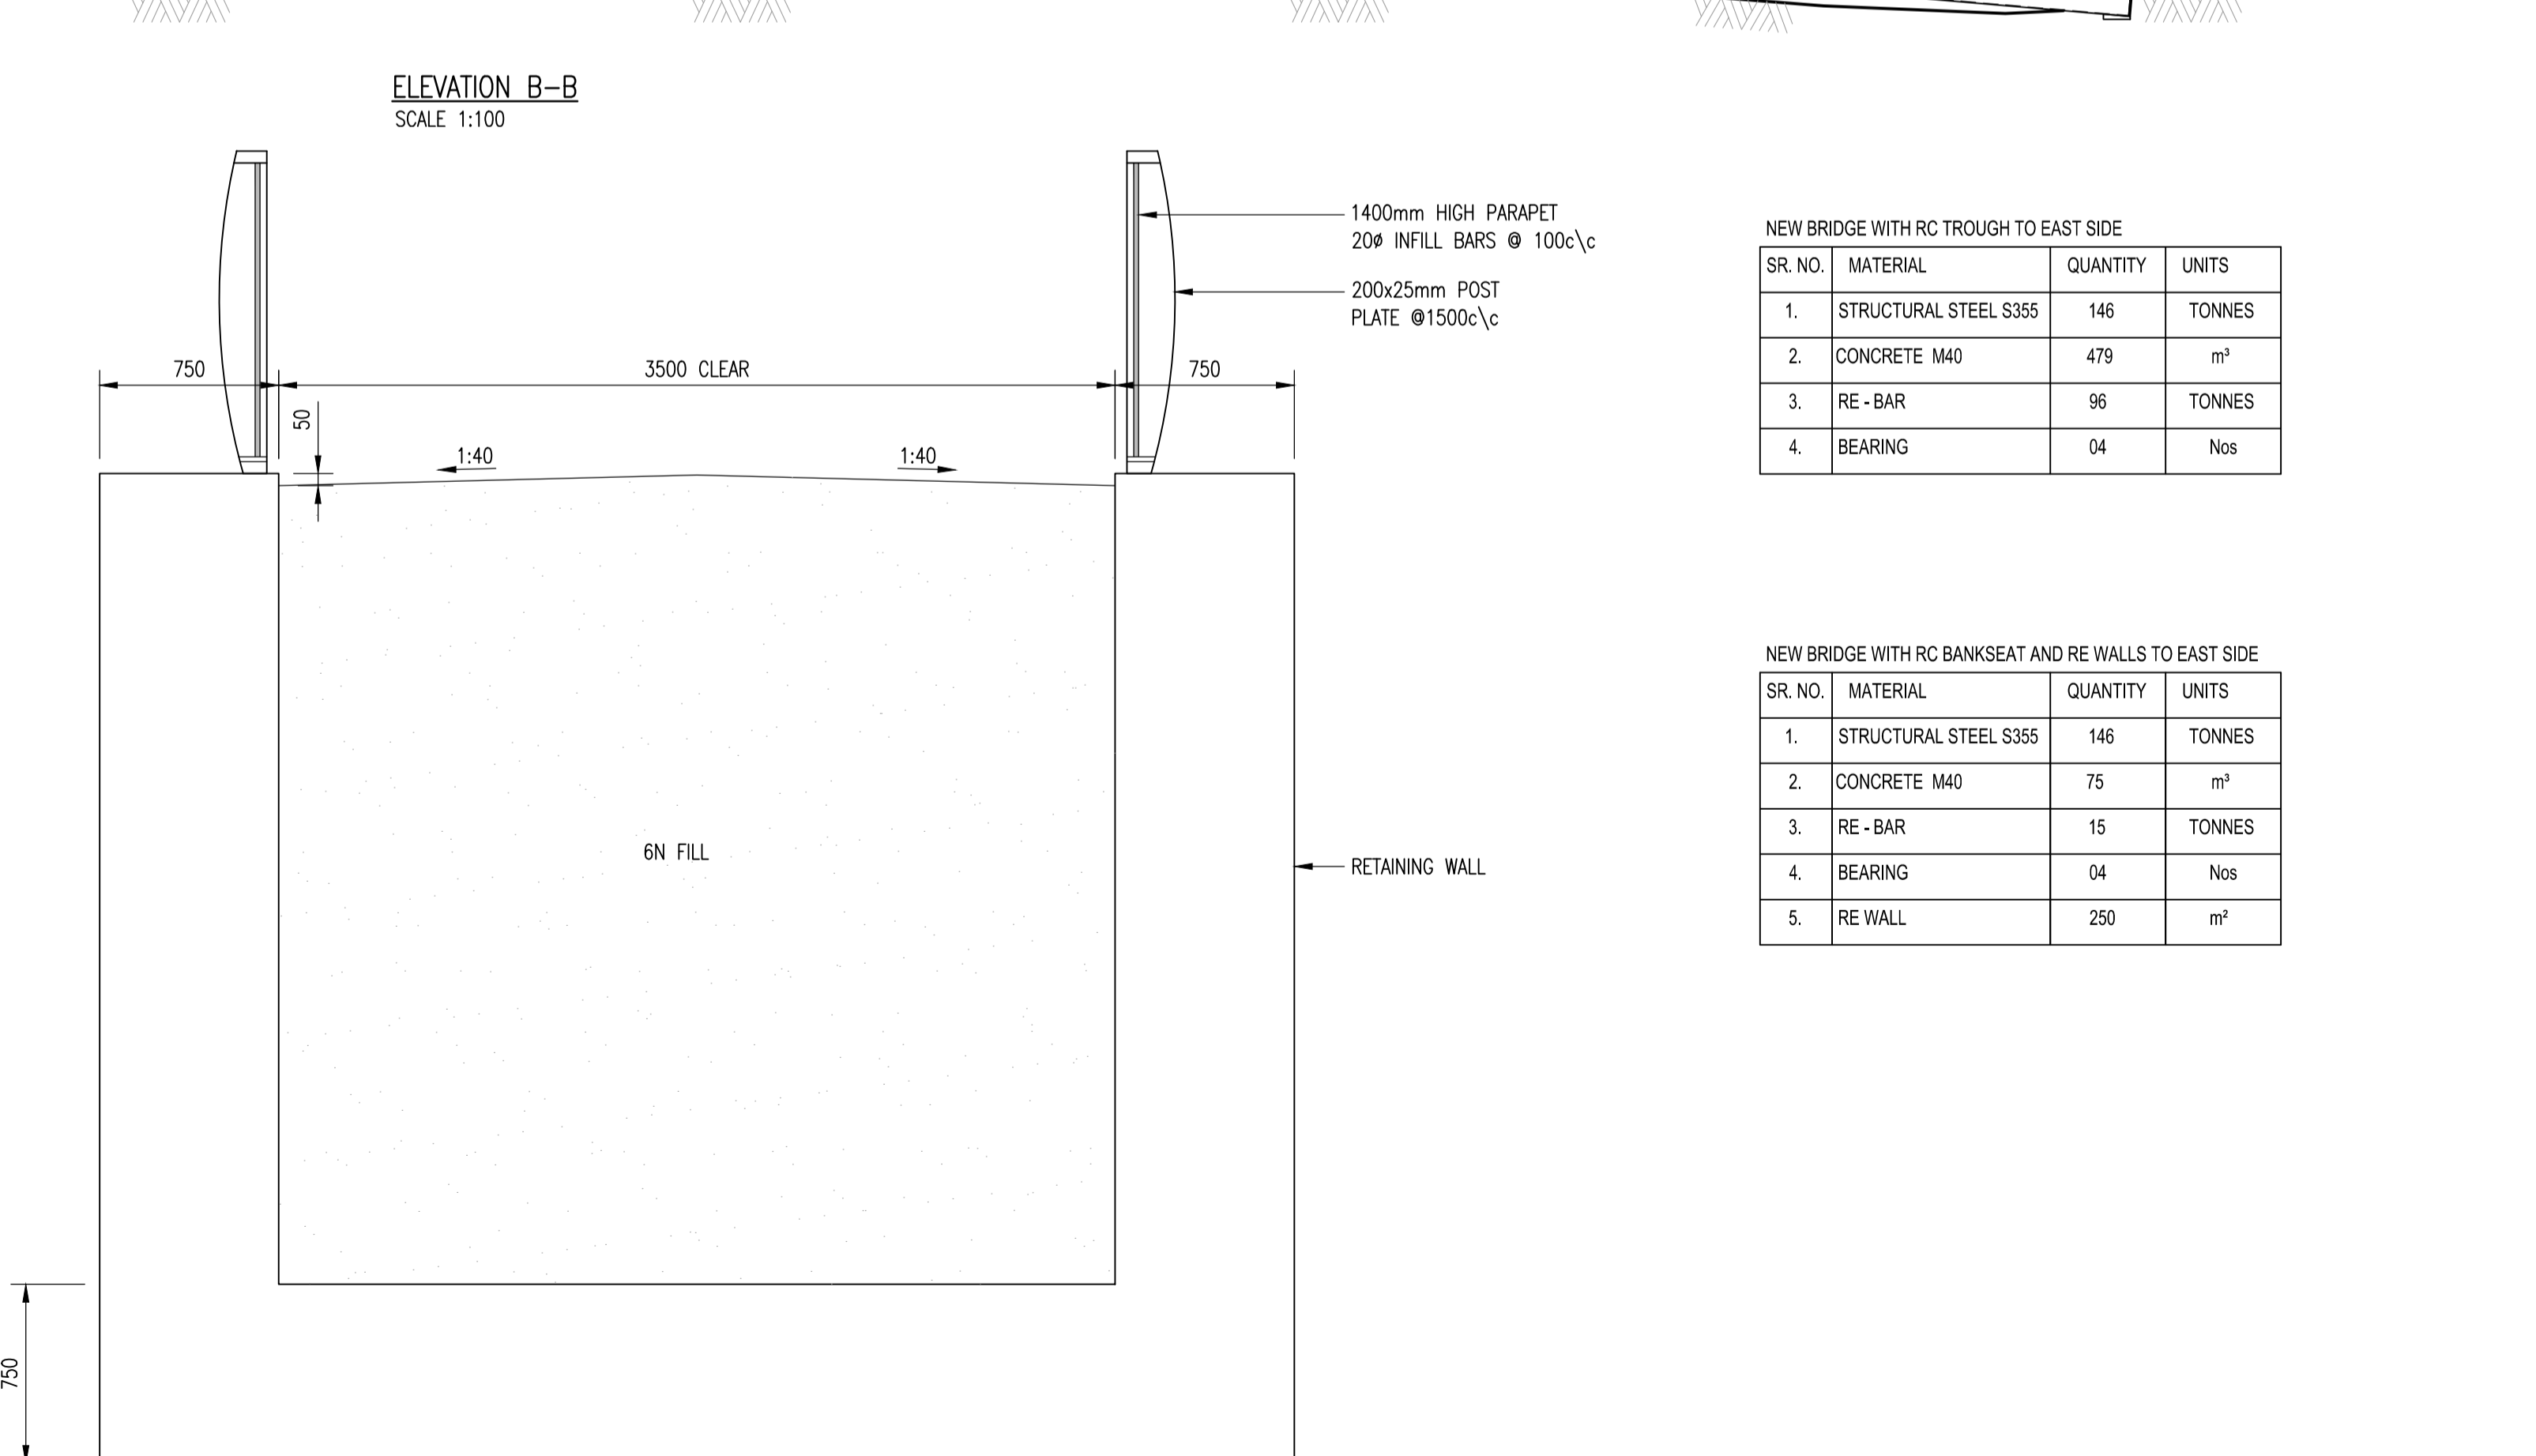 ELEVATION B-B
SCALE 1:100
1400mm HIGH PARAPET
20ø INFILL BARS @ 100c\c
200x25mm POST
PLATE @1500c\c
750
3500 CLEAR
750
50
1:40
1:40
6N FILL
RETAINING WALL
750
NEW BRIDGE WITH RC TROUGH TO EAST SIDE
SR. NO. MATERIAL QUANTITY UNITS
1. STRUCTURAL STEEL S355 146 TONNES
2. CONCRETE M40 479 m³
3. RE - BAR 96 TONNES
4. BEARING 04 Nos
NEW BRIDGE WITH RC BANKSEAT AND RE WALLS TO EAST SIDE
SR. NO. MATERIAL QUANTITY UNITS
1. STRUCTURAL STEEL S355 146 TONNES
2. CONCRETE M40 75 m³
3. RE - BAR 15 TONNES
4. BEARING 04 Nos
5. RE WALL 250 m²